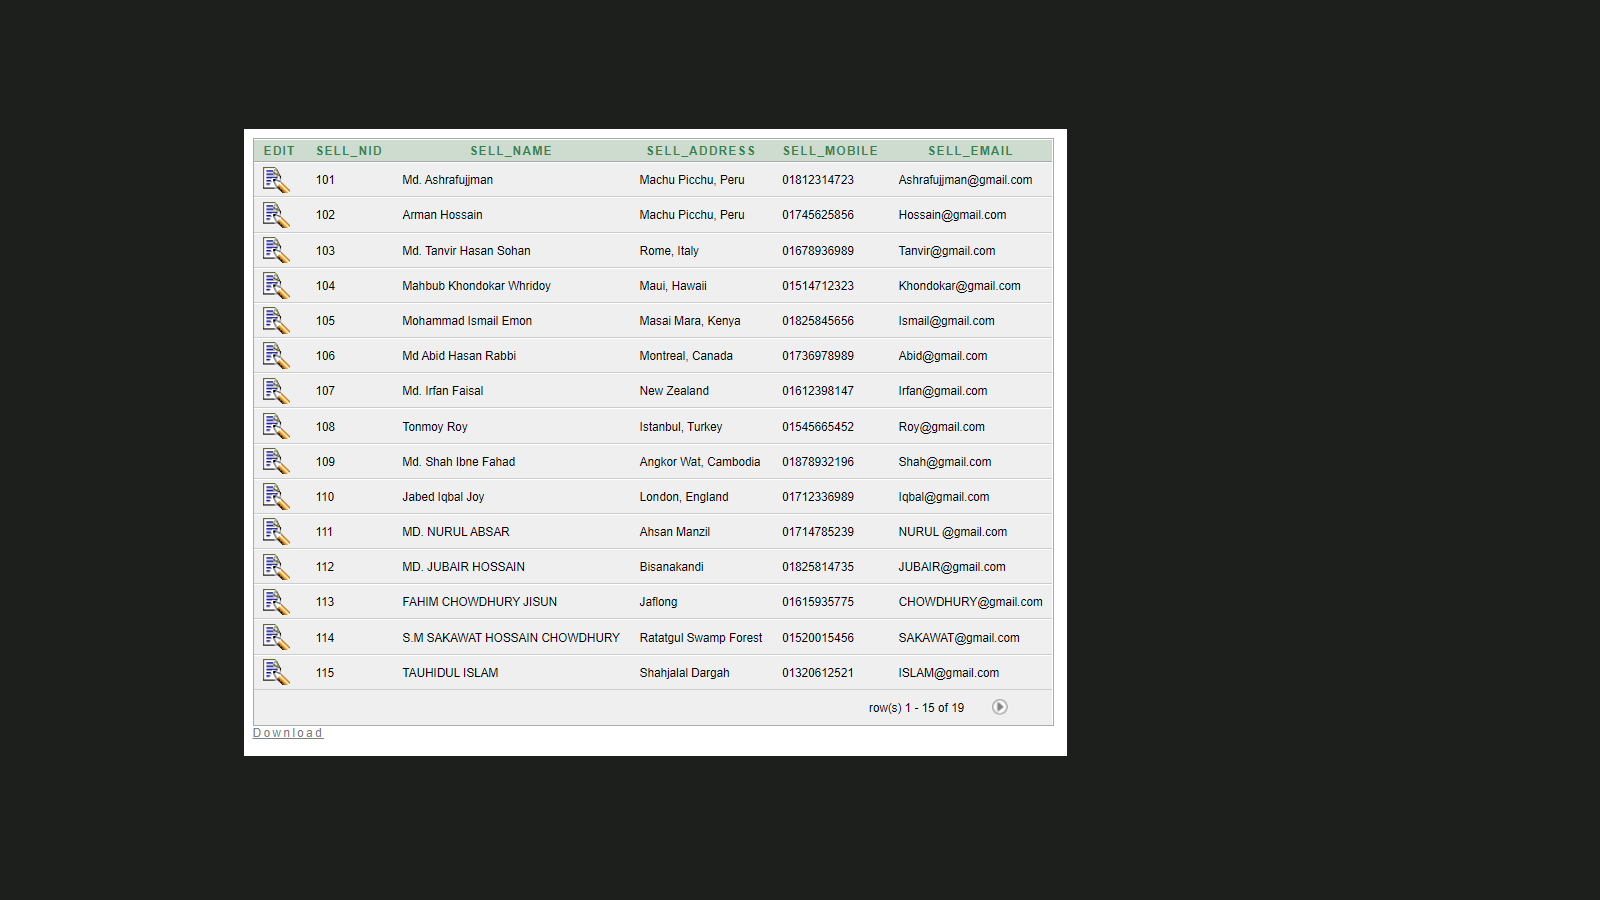 EDIT SELL_NID SELL_NAME SELL_ADDRESS SELL_MOBILE SELL_EMAIL
101 Md. Ashrafujjman Machu Picchu, Peru 01812314723 Ashrafujjman@gmail.com
102 Arman Hossain Machu Picchu, Peru 01745625856 Hossain@gmail.com
103 Md. Tanvir Hasan Sohan Rome, Italy 01678936989 Tanvir@gmail.com
104 Mahbub Khondokar Whridoy Maui, Hawaii 01514712323 Khondokar@gmail.com
105 Mohammad Ismail Emon Masai Mara, Kenya 01825845656 Ismail@gmail.com
106 Md Abid Hasan Rabbi Montreal, Canada 01736978989 Abid@gmail.com
107 Md. Irfan Faisal New Zealand 01612398147 Irfan@gmail.com
108 Tonmoy Roy Istanbul, Turkey 01545665452 Roy@gmail.com
109 Md. Shah Ibne Fahad Angkor Wat, Cambodia 01878932196 Shah@gmail.com
110 Jabed Iqbal Joy London, England 01712336989 Iqbal@gmail.com
111 MD. NURUL ABSAR Ahsan Manzil 01714785239 NURUL @gmail.com
112 MD. JUBAIR HOSSAIN Bisanakandi 01825814735 JUBAIR@gmail.com
113 FAHIM CHOWDHURY JISUN Jaflong 01615935775 CHOWDHURY@gmail.com
114 S.M SAKAWAT HOSSAIN CHOWDHURY Ratatgul Swamp Forest 01520015456 SAKAWAT@gmail.com
115 TAUHIDUL ISLAM Shahjalal Dargah 01320612521 ISLAM@gmail.com
row(s) 1 - 15 of 19
Download